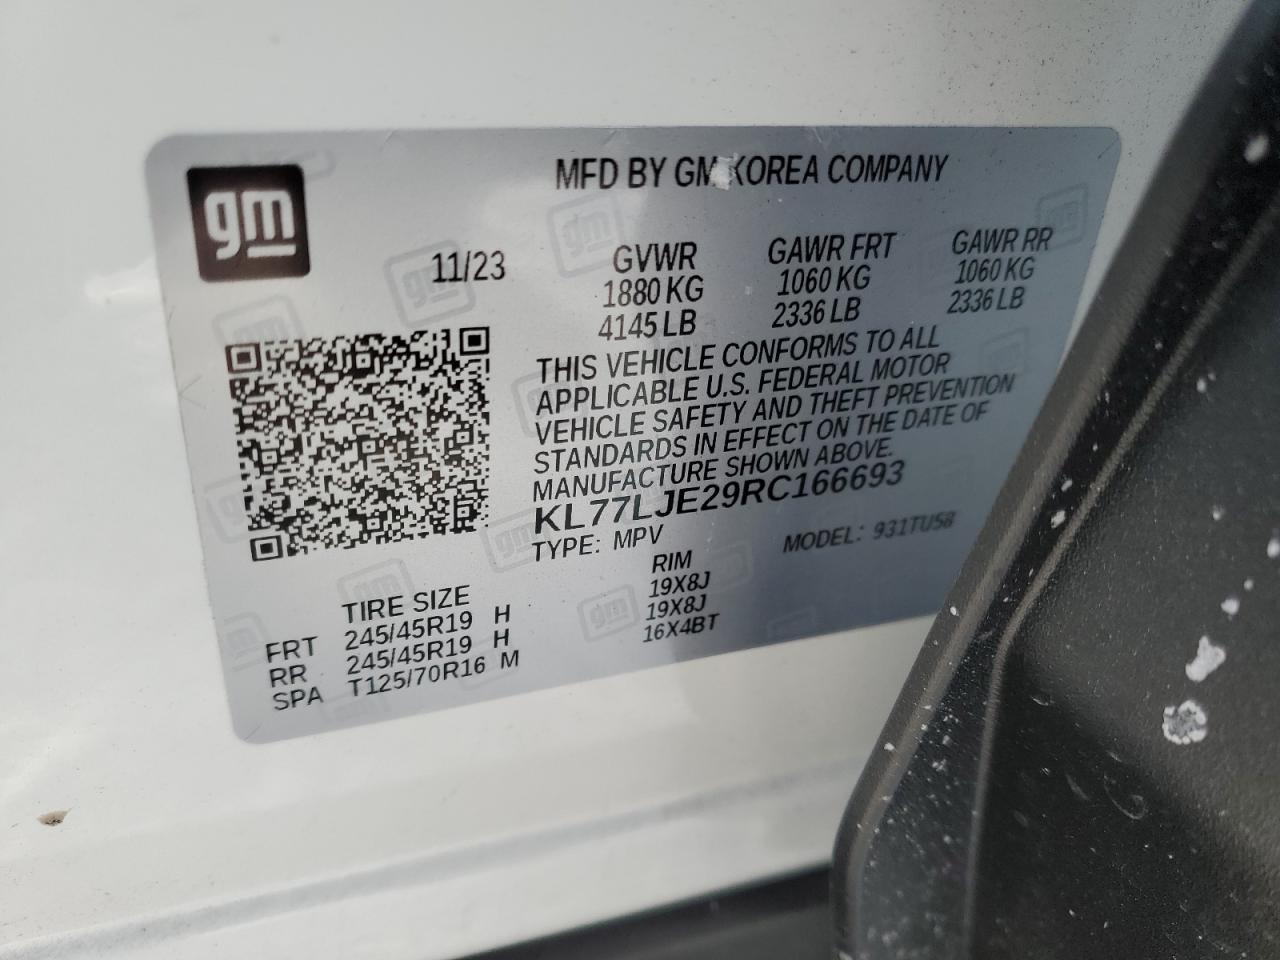 gm
MFD BY GM KOREA COMPANY
11/23
GVWR GAWR FRT GAWR RR
1880 KG 1060 KG 1060 KG
4145 LB 2336 LB 2336 LB
THIS VEHICLE CONFORMS TO ALL
APPLICABLE U.S. FEDERAL MOTOR
VEHICLE SAFETY AND THEFT PREVENTION
STANDARDS IN EFFECT ON THE DATE OF
MANUFACTURE SHOWN ABOVE.
KL77LJE29RC166693
TYPE: MPV MODEL: 931TU58
TIRE SIZE RIM
FRT 245/45R19 H 19X8J
RR 245/45R19 H 19X8J
SPA T125/70R16 M 16X4BT